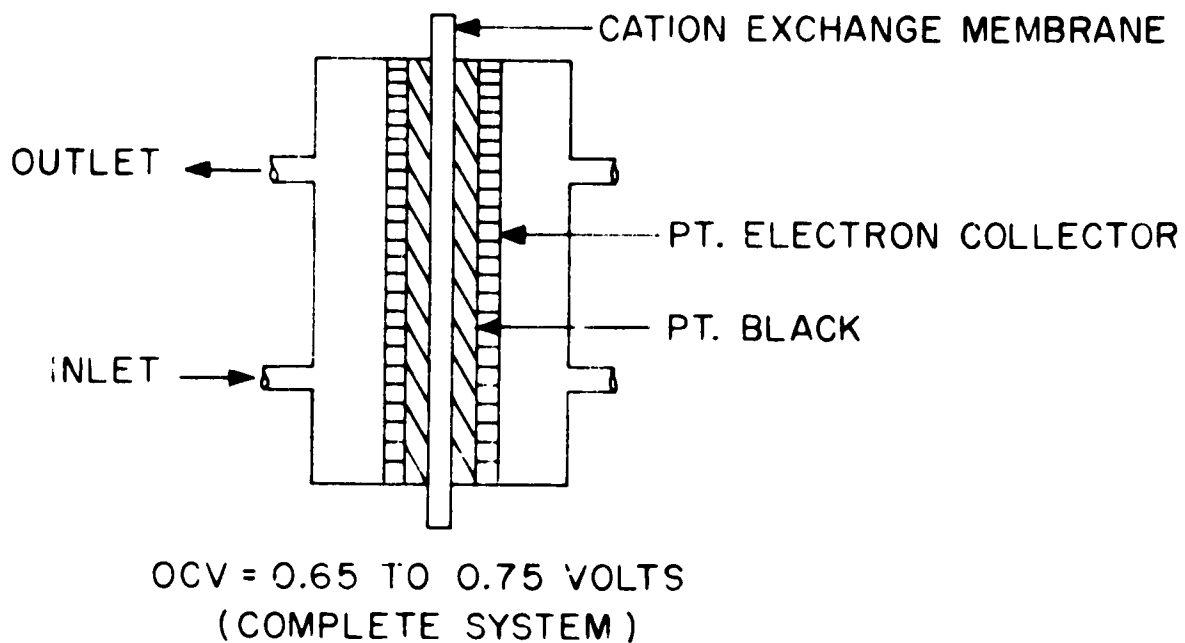 CATION EXCHANGE MEMBRANE
OUTLET
PT. ELECTRON COLLECTOR
PT. BLACK
INLET
OCV = 0.65 TO 0.75 VOLTS
(COMPLETE SYSTEM)